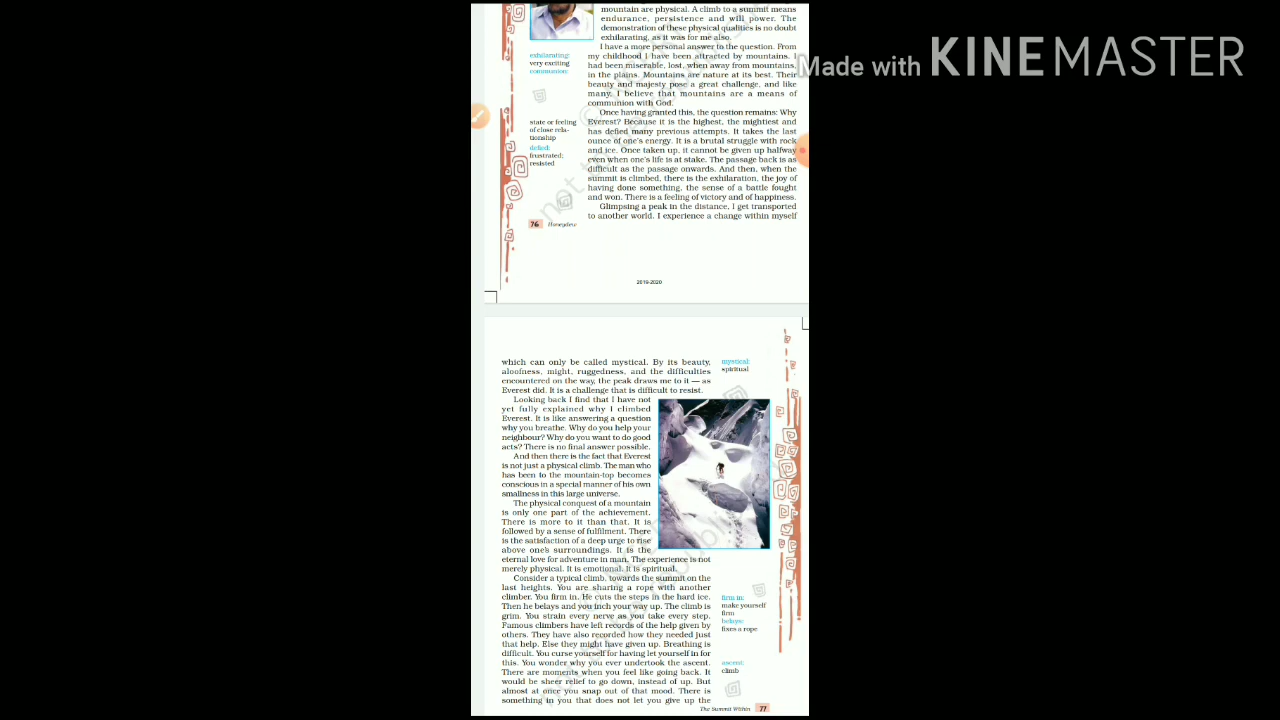 mountain are physical. A climb to a summit means
endurance, persistence and will power. The
demonstration of these physical qualities is no doubt
exhilarating, as it was for me also.
I have a more personal answer to the question. From
my childhood I have been attracted by mountains. I
had been miserable, lost, when away from mountains,
in the plains. Mountains are nature at its best. Their
beauty and majesty pose a great challenge, and like
many, I believe that mountains are a means of
communion with God.
Once having granted this, the question remains: Why
Everest? Because it is the highest, the mightiest and
has defied many previous attempts. It takes the last
ounce of one's energy. It is a brutal struggle with rock
and ice. Once taken up, it cannot be given up halfway
even when one's life is at stake. The passage back is as
difficult as the passage onwards. And then, when the
summit is climbed, there is the exhilaration, the joy of
having done something, the sense of a battle fought
and won. There is a feeling of victory and of happiness.
Glimpsing a peak in the distance, I get transported
to another world. I experience a change within myself
exhilarating:
very exciting
communion:
state or feeling
of close rela-
tionship
defied:
frustrated;
resisted
76 Honeydew
2019-2020
Made with KINEMASTER
which can only be called mystical. By its beauty,
aloofness, might, ruggedness, and the difficulties
encountered on the way, the peak draws me to it — as
Everest did. It is a challenge that is difficult to resist.
Looking back I find that I have not
yet fully explained why I climbed
Everest. It is like answering a question
why you breathe. Why do you help your
neighbour? Why do you want to do good
acts? There is no final answer possible.
And then there is the fact that Everest
is not just a physical climb. The man who
has been to the mountain-top becomes
conscious in a special manner of his own
smallness in this large universe.
The physical conquest of a mountain
is only one part of the achievement.
There is more to it than that. It is
followed by a sense of fulfilment. There
is the satisfaction of a deep urge to rise
above one's surroundings. It is the
eternal love for adventure in man. The experience is not
merely physical. It is emotional. It is spiritual.
Consider a typical climb, towards the summit on the
last heights. You are sharing a rope with another
climber. You firm in. He cuts the steps in the hard ice.
Then he belays and you inch your way up. The climb is
grim. You strain every nerve as you take every step.
Famous climbers have left records of the help given by
others. They have also recorded how they needed just
that help. Else they might have given up. Breathing is
difficult. You curse yourself for having let yourself in for
this. You wonder why you ever undertook the ascent.
There are moments when you feel like going back. It
would be sheer relief to go down, instead of up. But
almost at once you snap out of that mood. There is
something in you that does not let you give up the
mystical:
spiritual
firm in:
make yourself
firm
belays:
fixes a rope
ascent:
climb
The Summit Within 77